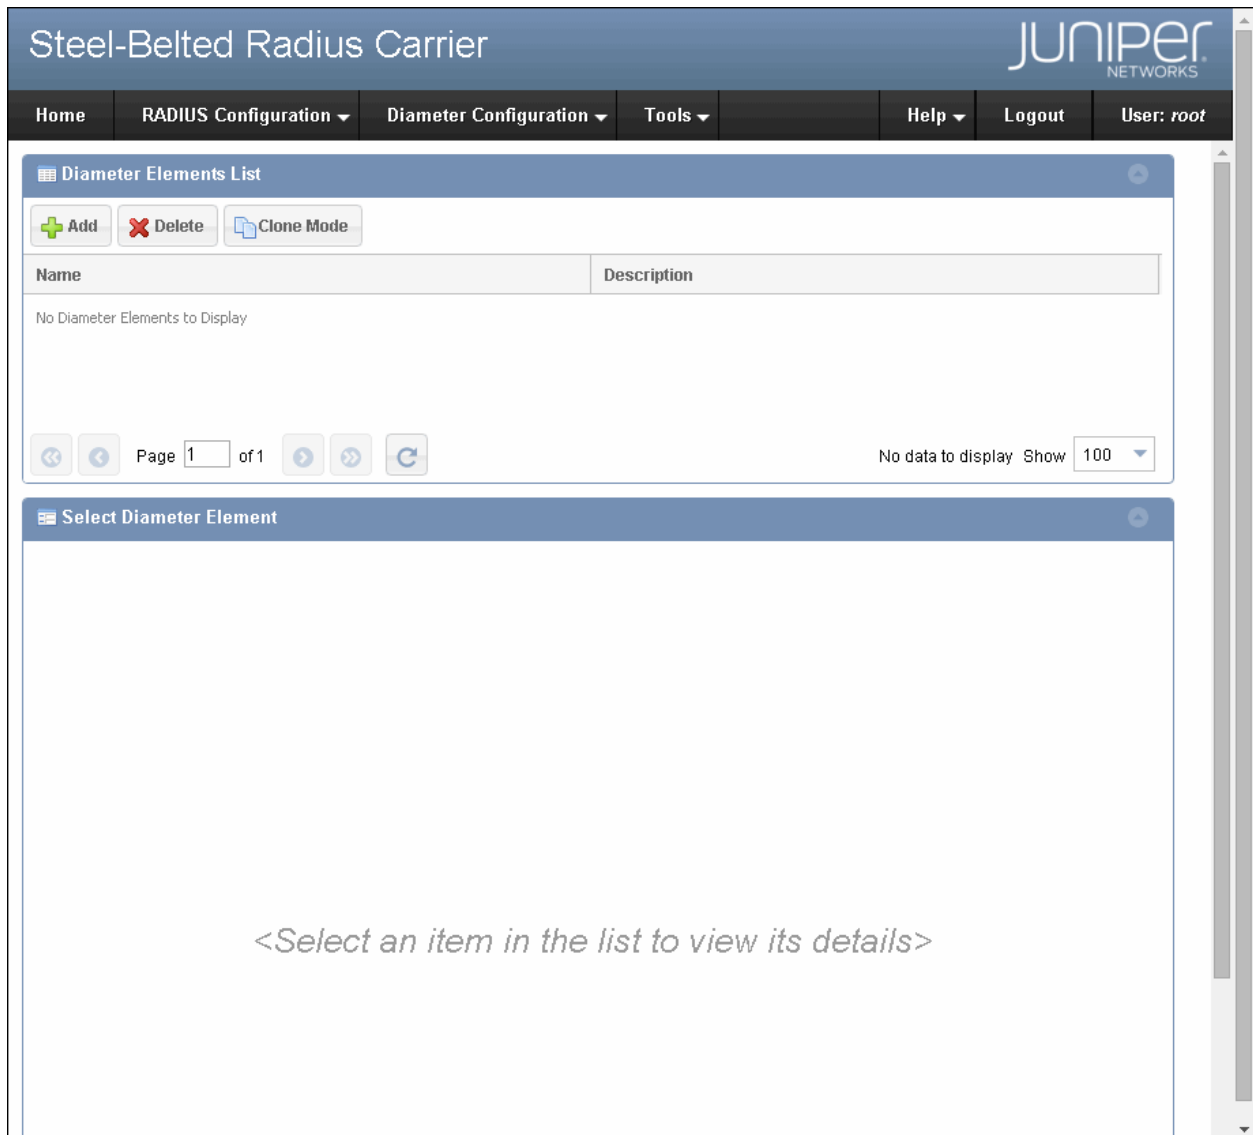 Steel-Belted Radius Carrier
JUNIPER
NETWORKS
Home RADIUS Configuration Diameter Configuration Tools Help Logout User: root
Diameter Elements List
Add Delete Clone Mode
Name Description
No Diameter Elements to Display
Page 1 of 1 No data to display Show 100
Select Diameter Element
<Select an item in the list to view its details>